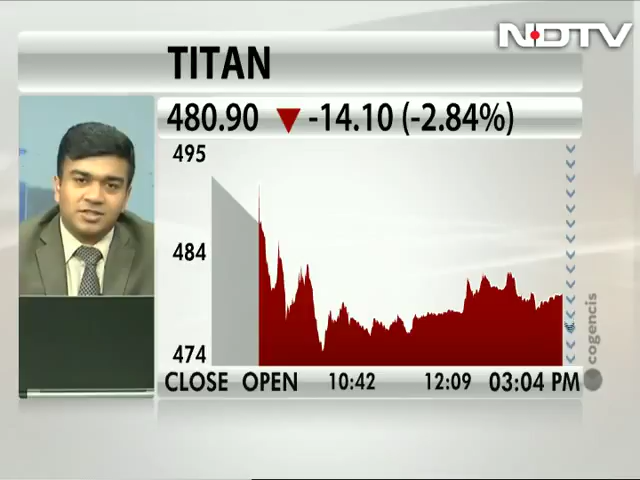 NDTV
TITAN
480.90 ▼ -14.10 (-2.84%)
495
484
474
CLOSE OPEN 10:42 12:09 03:04 PM
cogencis